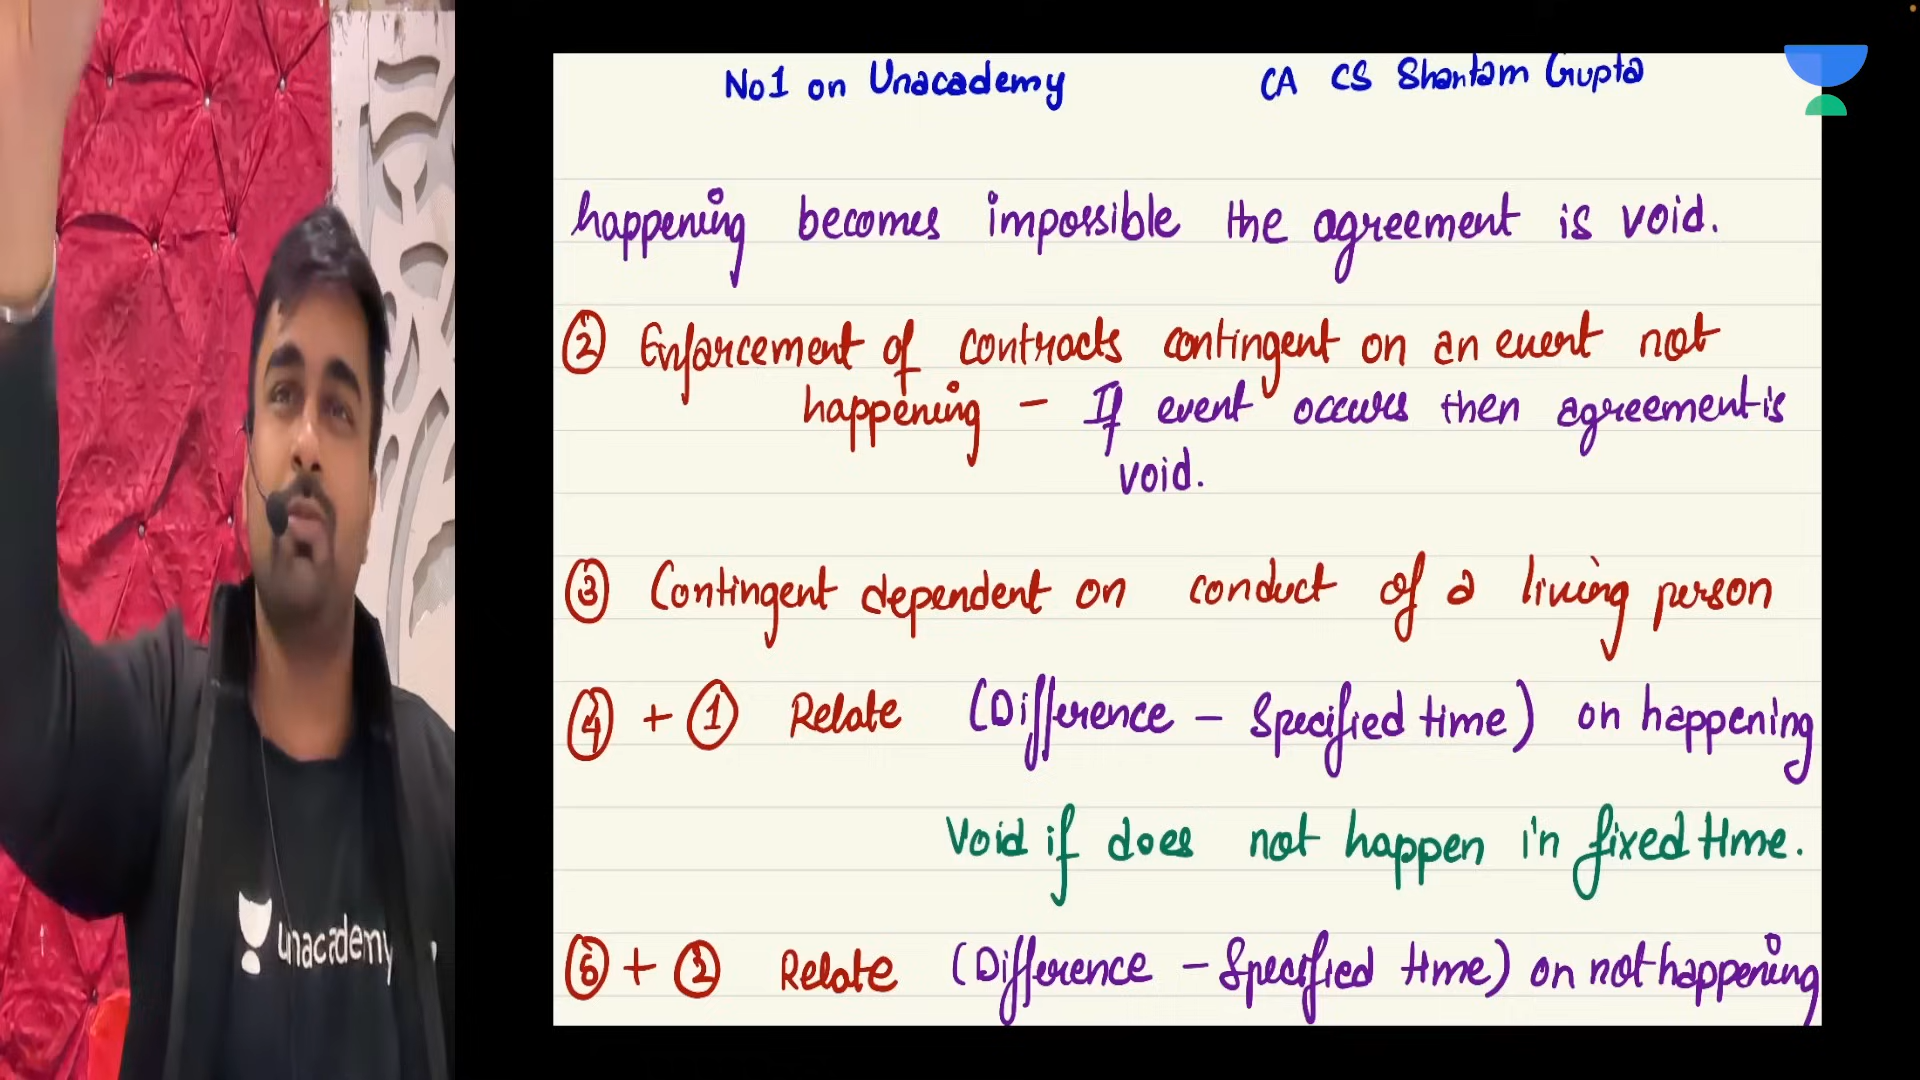 No1 on Unacademy CA CS Shantam Gupta
happening becomes impossible the agreement is void.
② Enforcement of contracts contingent on an event not
happening - If event occurs then agreement is
void.
③ Contingent dependent on conduct of a living person
④ + ① Relate (Difference - Specified time) on happening
Void if does not happen in fixed time.
⑤ + ② Relate (Difference - Specified time) on not happening
unacademy